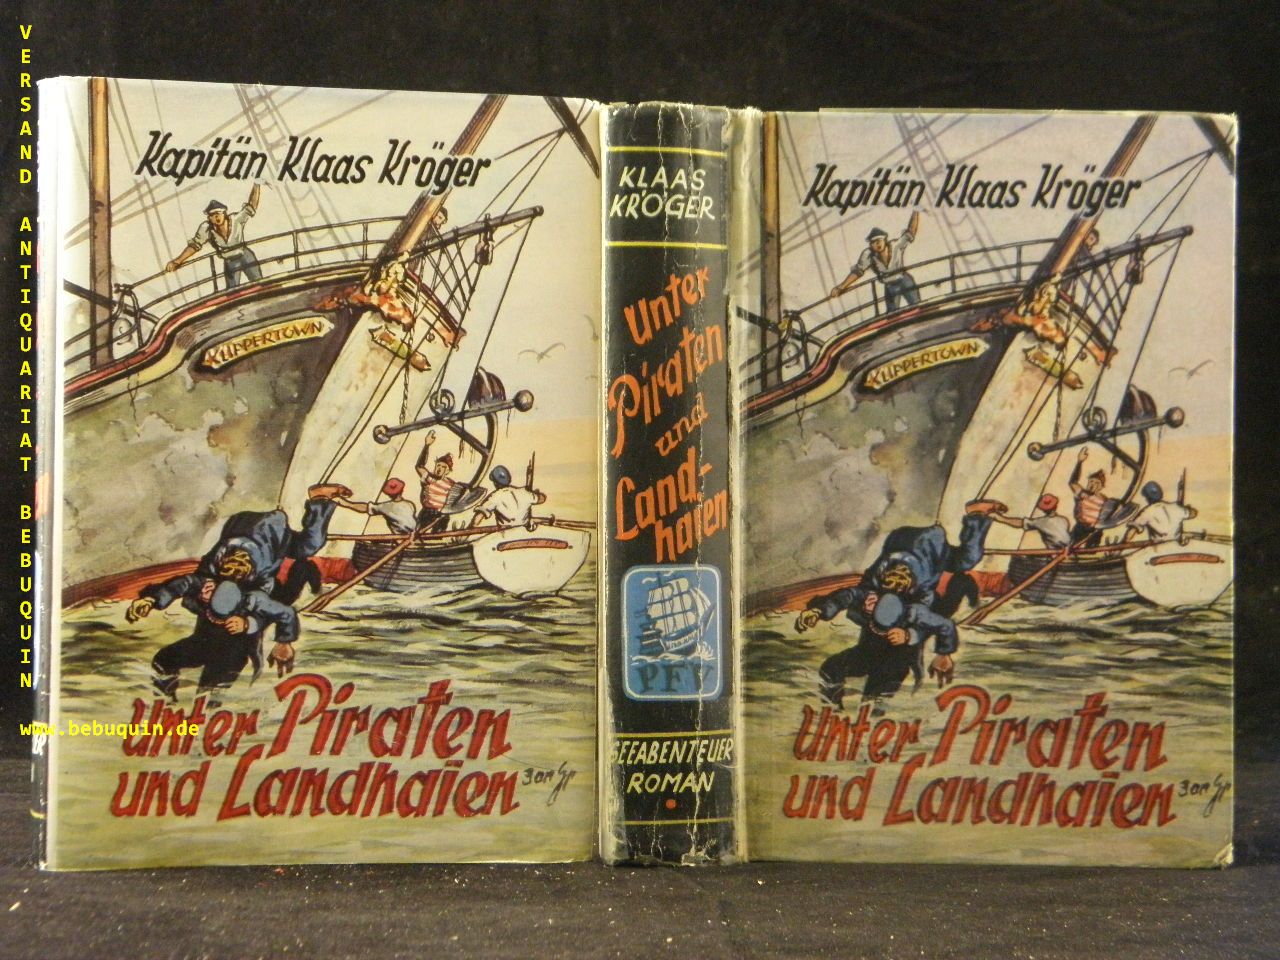 VERSAND ANTIQUARIAT BEBUQUIN
www.bebuquin.de
Kapitän Klaas Kröger
KLIPPERTOWN
Unter Piraten
und Landhaien
KLAAS
KRÖGER
Unter
Piraten
und
Land-
haien
PFV
SEEABENTEUER
ROMAN
Kapitän Klaas Kröger
KLIPPERTOWN
Unter Piraten
und Landhaien